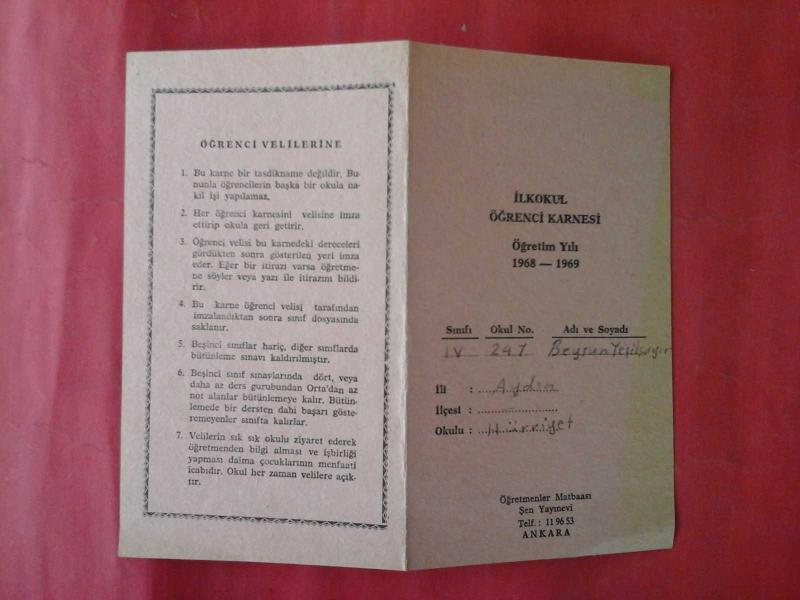 ÖĞRENCİ VELİLERİNE
1. Bu karne bir tasdikname değildir. Bu-
nunla öğrencilerin başka bir okula na-
kil işi yapılamaz.
2. Her öğrenci karnesini velisine imza
ettirip okula geri getirir.
3. Öğrenci velisi bu karnedeki dereceleri
gördükten sonra gösterilen yeri imza
eder. Eğer bir itirazı varsa öğretme-
ne söyler veya yazı ile itirazını bildi-
rir.
4. Bu karne öğrenci velisi tarafından
imzalandıktan sonra sınıf dosyasında
saklanır.
5. Beşinci sınıflar hariç, diğer sınıflarda
bütünleme sınavı kaldırılmıştır.
6. Beşinci sınıf sınavlarında dört, veya
daha az ders gurubundan Orta'dan az
not alanlar bütünlemeye kalır. Bütün-
lemede bir dersten dahi başarı göste-
remeyenler sınıfta kalırlar.
7. Velilerin sık sık okulu ziyaret ederek
öğretmenden bilgi alması ve işbirliği
yapması daima çocuklarının menfaati
icabıdır. Okul her zaman velilere açık-
tır.
İLKOKUL
ÖĞRENCİ KARNESİ
Öğretim Yılı
1968 — 1969
Sınıfı Okul No. Adı ve Soyadı
IV 247
İli : Aydın
İlçesi :
Okulu : Hürriyet
Öğretmenler Matbaası
Şen Yayınevi
Telf. : 11 96 53
ANKARA